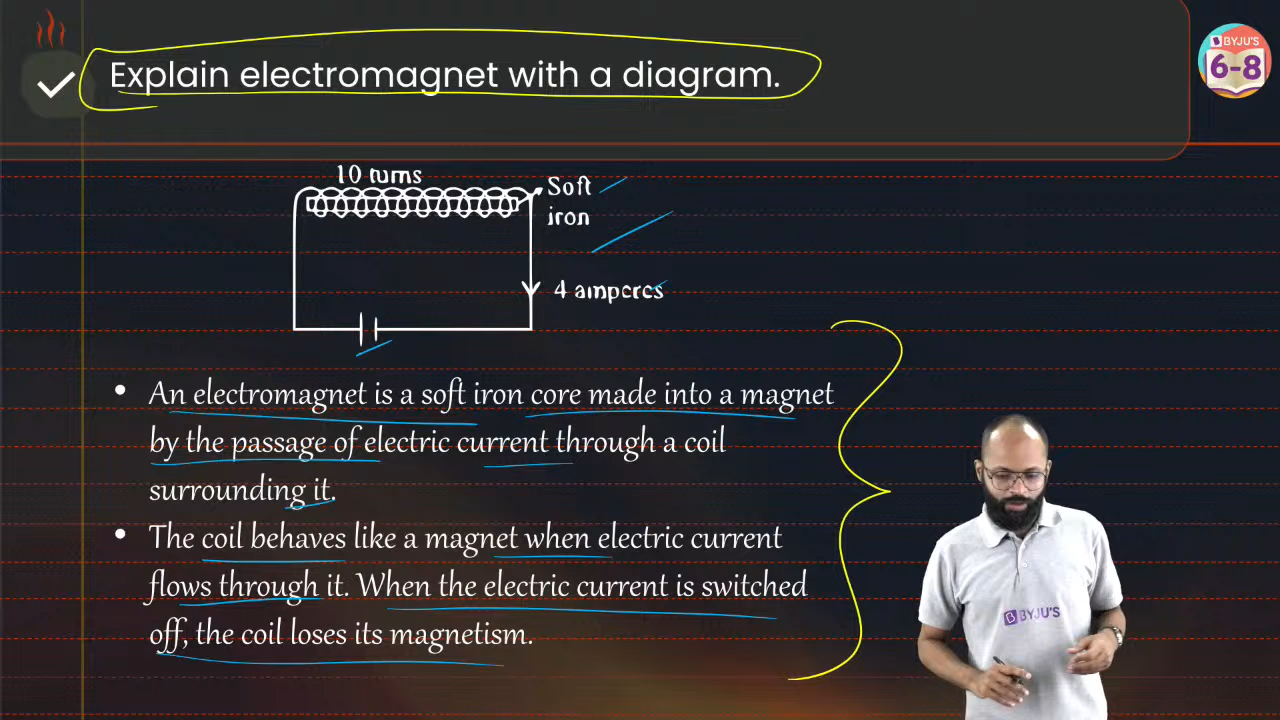 BYJU'S
6-8
Explain electromagnet with a diagram.
10 turns
Soft
iron
4 amperes
• An electromagnet is a soft iron core made into a magnet
by the passage of electric current through a coil
surrounding it.
• The coil behaves like a magnet when electric current
flows through it. When the electric current is switched
off, the coil loses its magnetism.
BYJU'S